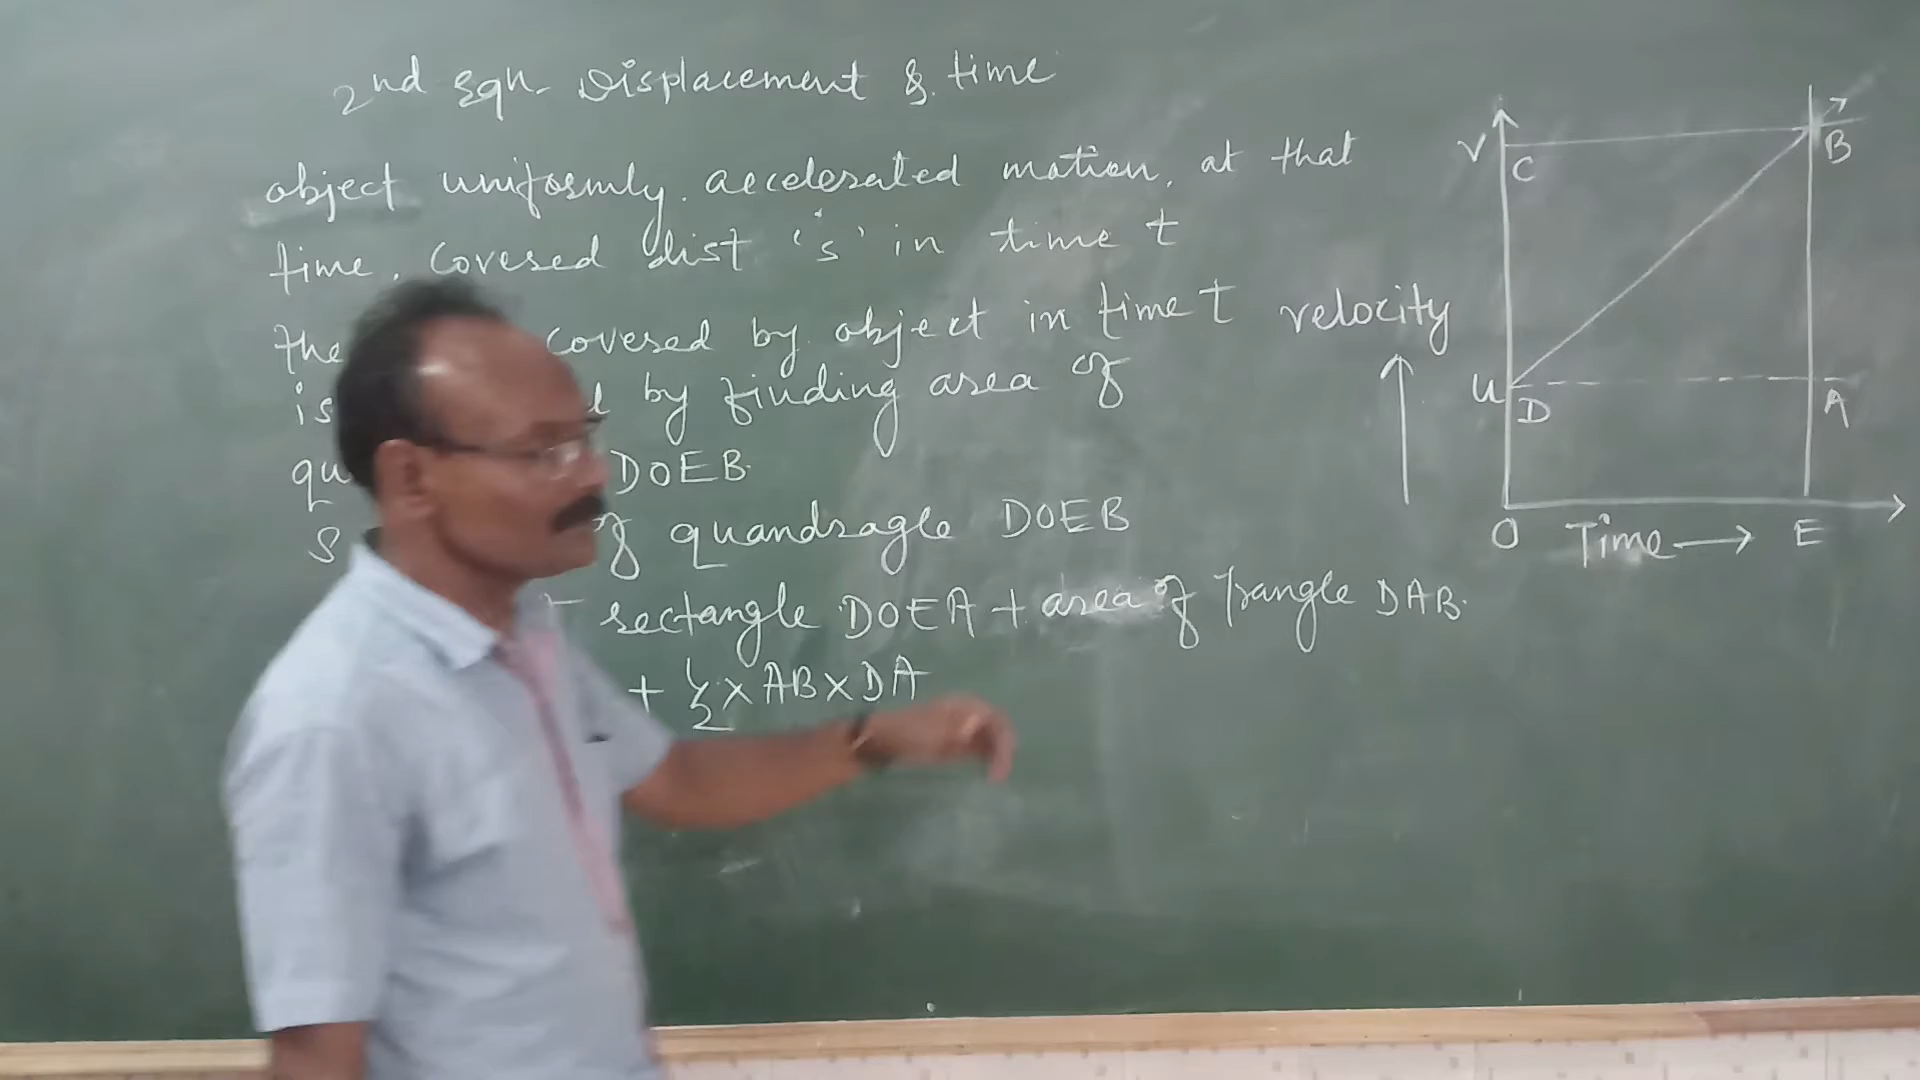 2nd Eqn. Displacement & time
object uniformly accelerated motion, at that
time, covered dist 's' in time t
the covered by object in time t
is by finding area of
DOEB.
S of quandragle DOEB
rectangle DOEA + area of DAB.
+ 1/2 × AB × DA
velocity
V
C
B
u
D
A
O
Time
E